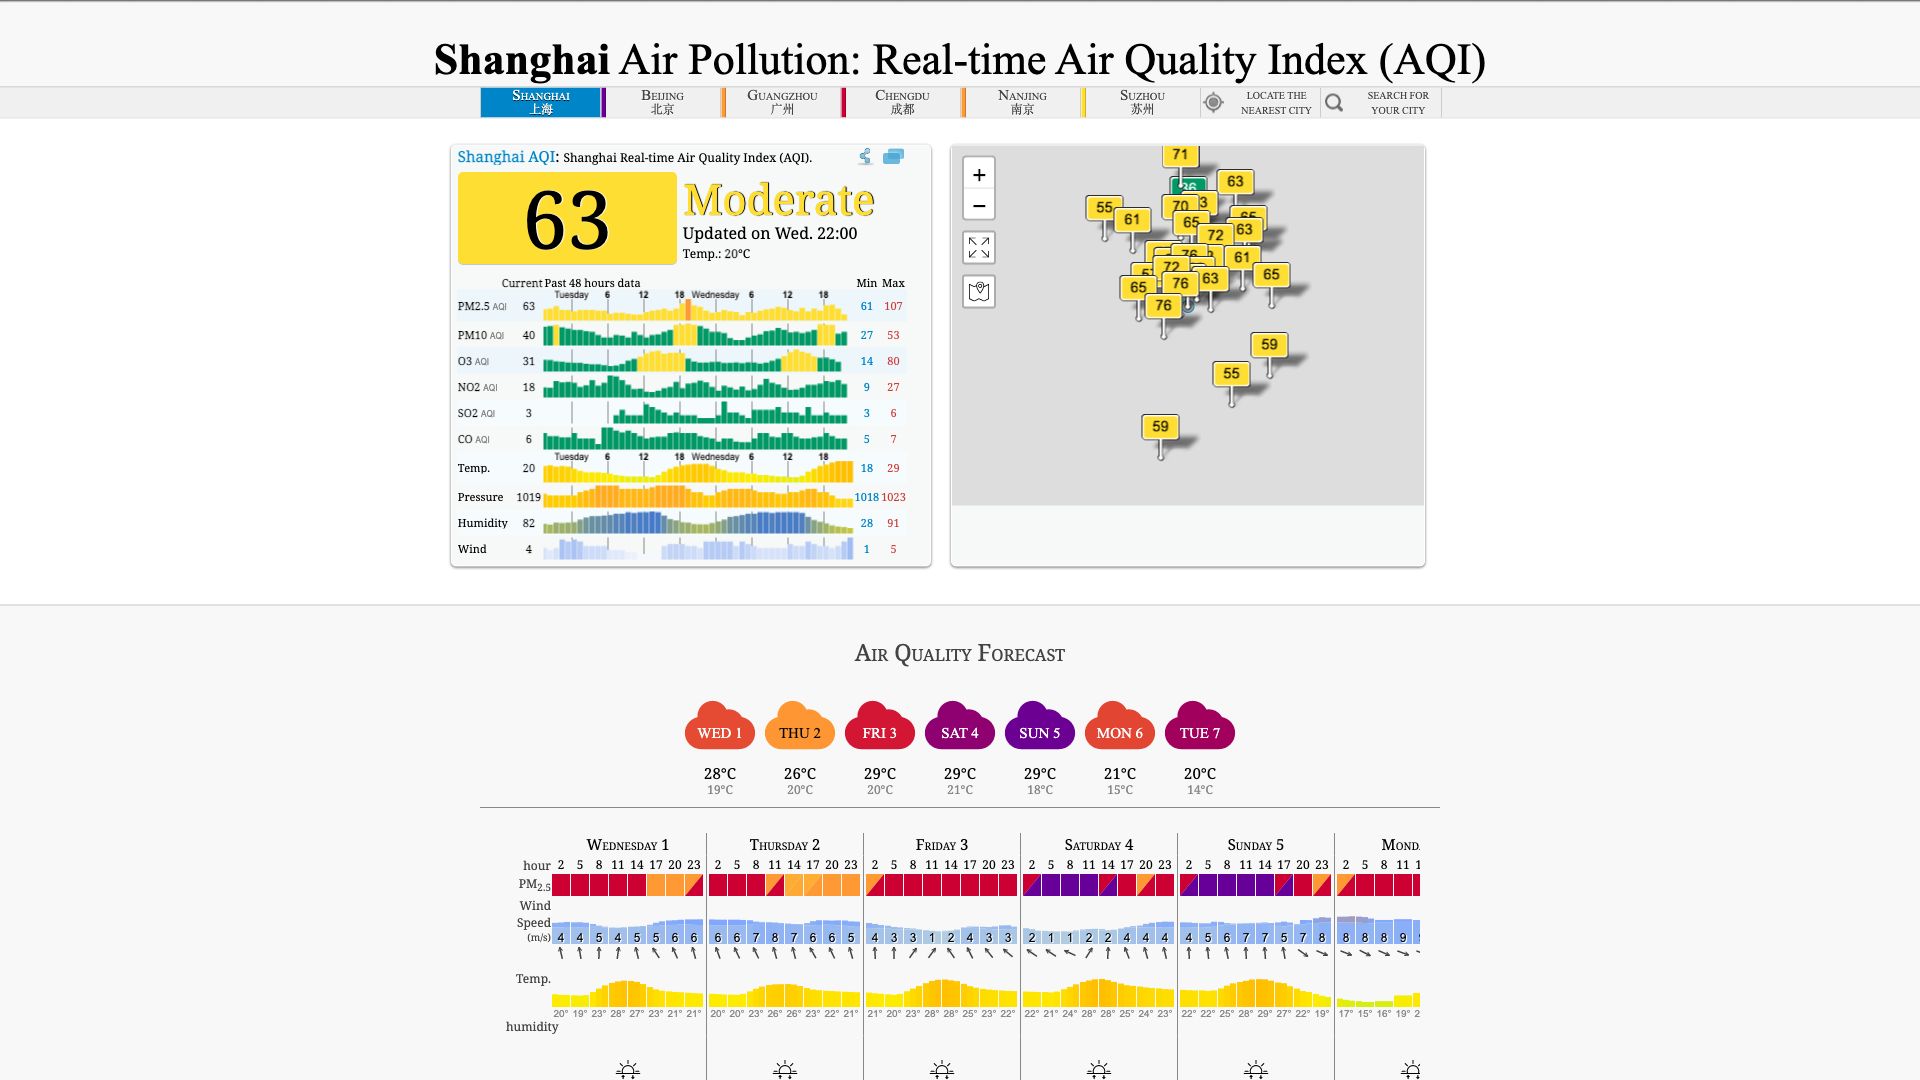 Shanghai Air Pollution: Real-time Air Quality Index (AQI)
Shanghai
上海
Beijing
北京
Guangzhou
广州
Chengdu
成都
Nanjing
南京
Suzhou
苏州
LOCATE THE
NEAREST CITY
SEARCH FOR
YOUR CITY
Shanghai AQI: Shanghai Real-time Air Quality Index (AQI).
63
Moderate
Updated on Wed. 22:00
Temp.: 20°C
Current Past 48 hours data Min Max
Tuesday 6 12 18 Wednesday 6 12 18
PM2.5 AQI 63 61 107
PM10 AQI 40 27 53
O3 AQI 31 14 80
NO2 AQI 18 9 27
SO2 AQI 3 3 6
CO AQI 6 5 7
Tuesday 6 12 18 Wednesday 6 12 18
Temp. 20 18 29
Pressure 1019 1018 1023
Humidity 82 28 91
Wind 4 1 5
+
−
71
63
55
70
61
65
72
63
61
72
65
63
76
65
76
59
55
59
Air Quality Forecast
WED 1 THU 2 FRI 3 SAT 4 SUN 5 MON 6 TUE 7
28°C 26°C 29°C 29°C 29°C 21°C 20°C
19°C 20°C 20°C 21°C 18°C 15°C 14°C
Wednesday 1 Thursday 2 Friday 3 Saturday 4 Sunday 5 Mond
hour 2 5 8 11 14 17 20 23 2 5 8 11 14 17 20 23 2 5 8 11 14 17 20 23 2 5 8 11 14 17 20 23 2 5 8 11 14 17 20 23 2 5 8 11 1
PM2.5
Wind
Speed
(m/s) 4 4 5 4 5 5 6 6 6 6 7 8 7 6 6 5 4 3 3 1 2 4 3 3 2 1 1 2 2 4 4 4 4 5 6 7 7 5 7 8 8 8 8 9
Temp.
20° 19° 23° 28° 27° 23° 21° 21° 20° 20° 23° 26° 26° 23° 22° 21° 21° 20° 23° 28° 28° 25° 23° 22° 22° 21° 24° 28° 28° 25° 24° 23° 22° 22° 25° 28° 29° 27° 22° 19° 17° 15° 16° 19° 2
humidity